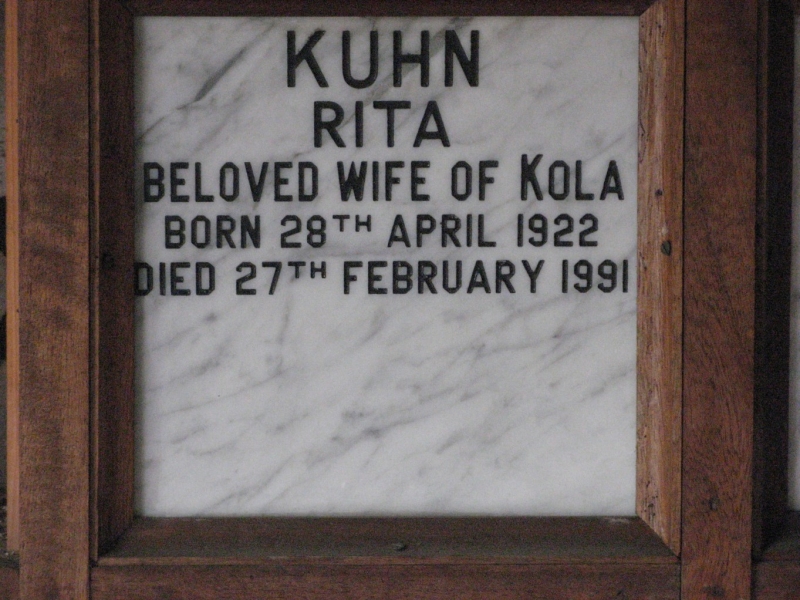 KUHN
RITA
BELOVED WIFE OF KOLA
BORN 28TH APRIL 1922
DIED 27TH FEBRUARY 1991